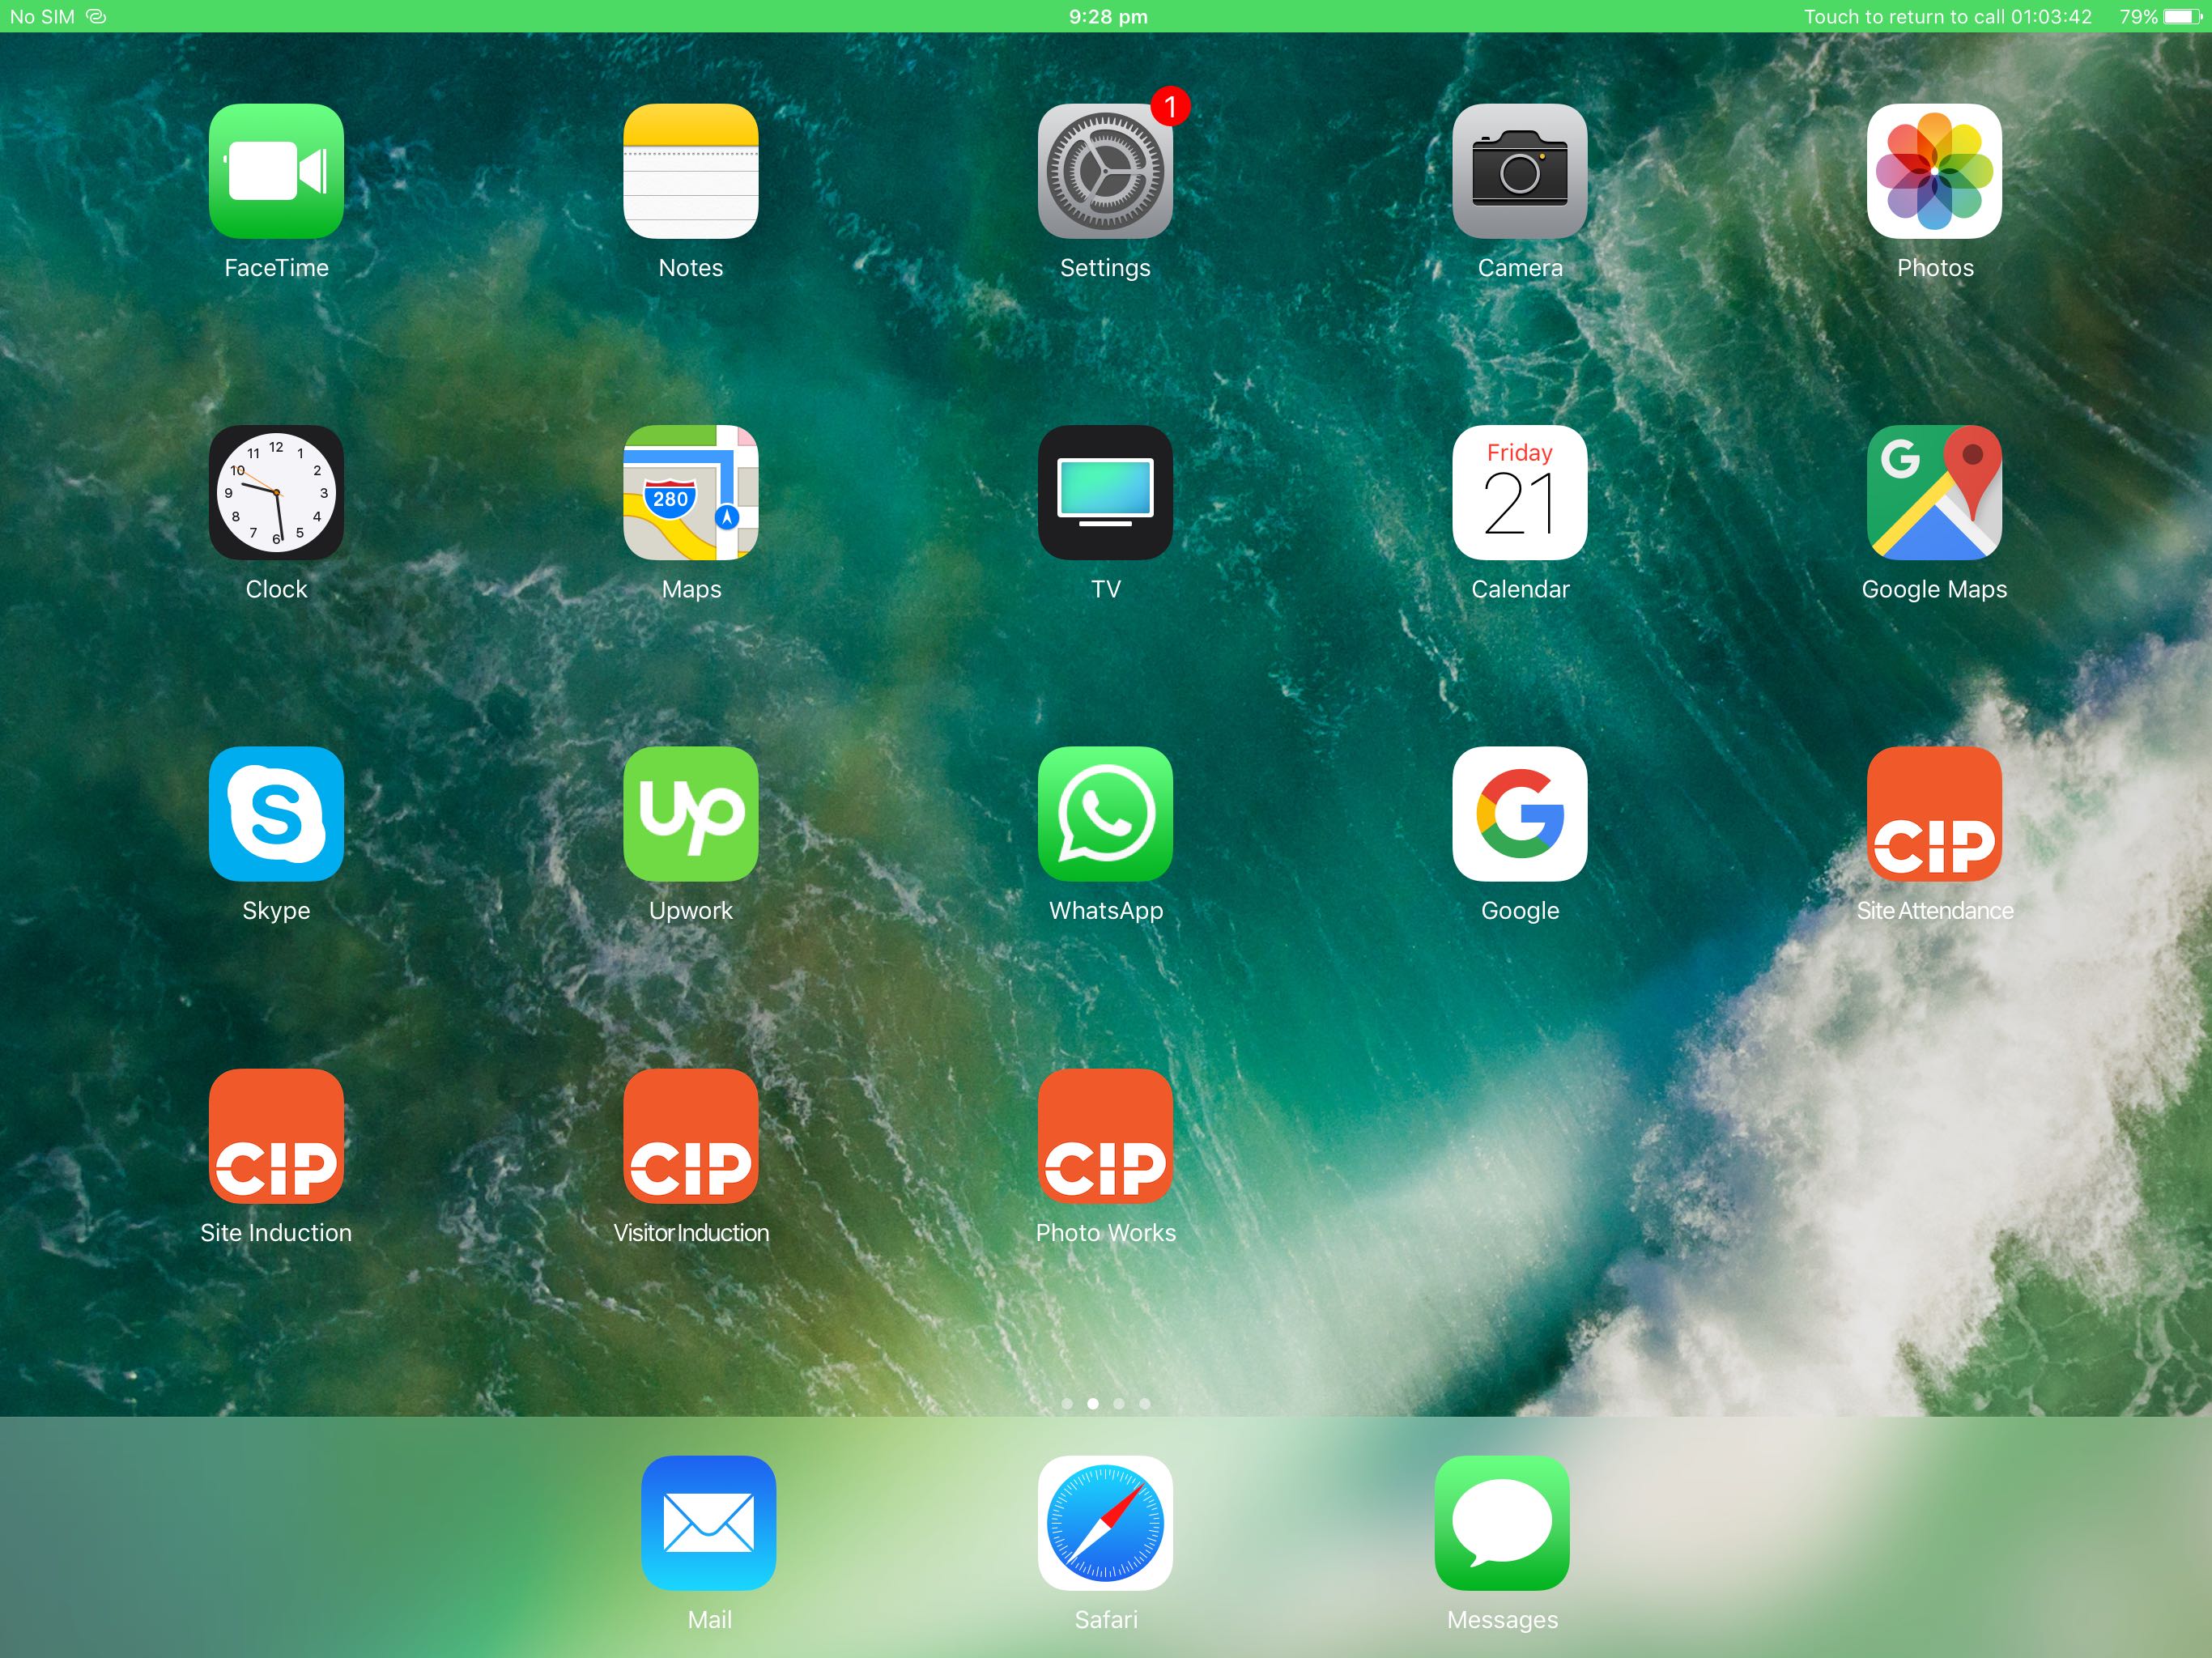 No SIM 9:28 pm Touch to return to call 01:03:42 79%
1
FaceTime Notes Settings Camera Photos
12
11 1
10 2
9 3
8 4
7 5
6
280
Friday
21
G
Clock Maps TV Calendar Google Maps
S
up
G
CIP
Skype Upwork WhatsApp Google Site Attendance
CIP CIP CIP
Site Induction Visitor Induction Photo Works
Mail Safari Messages